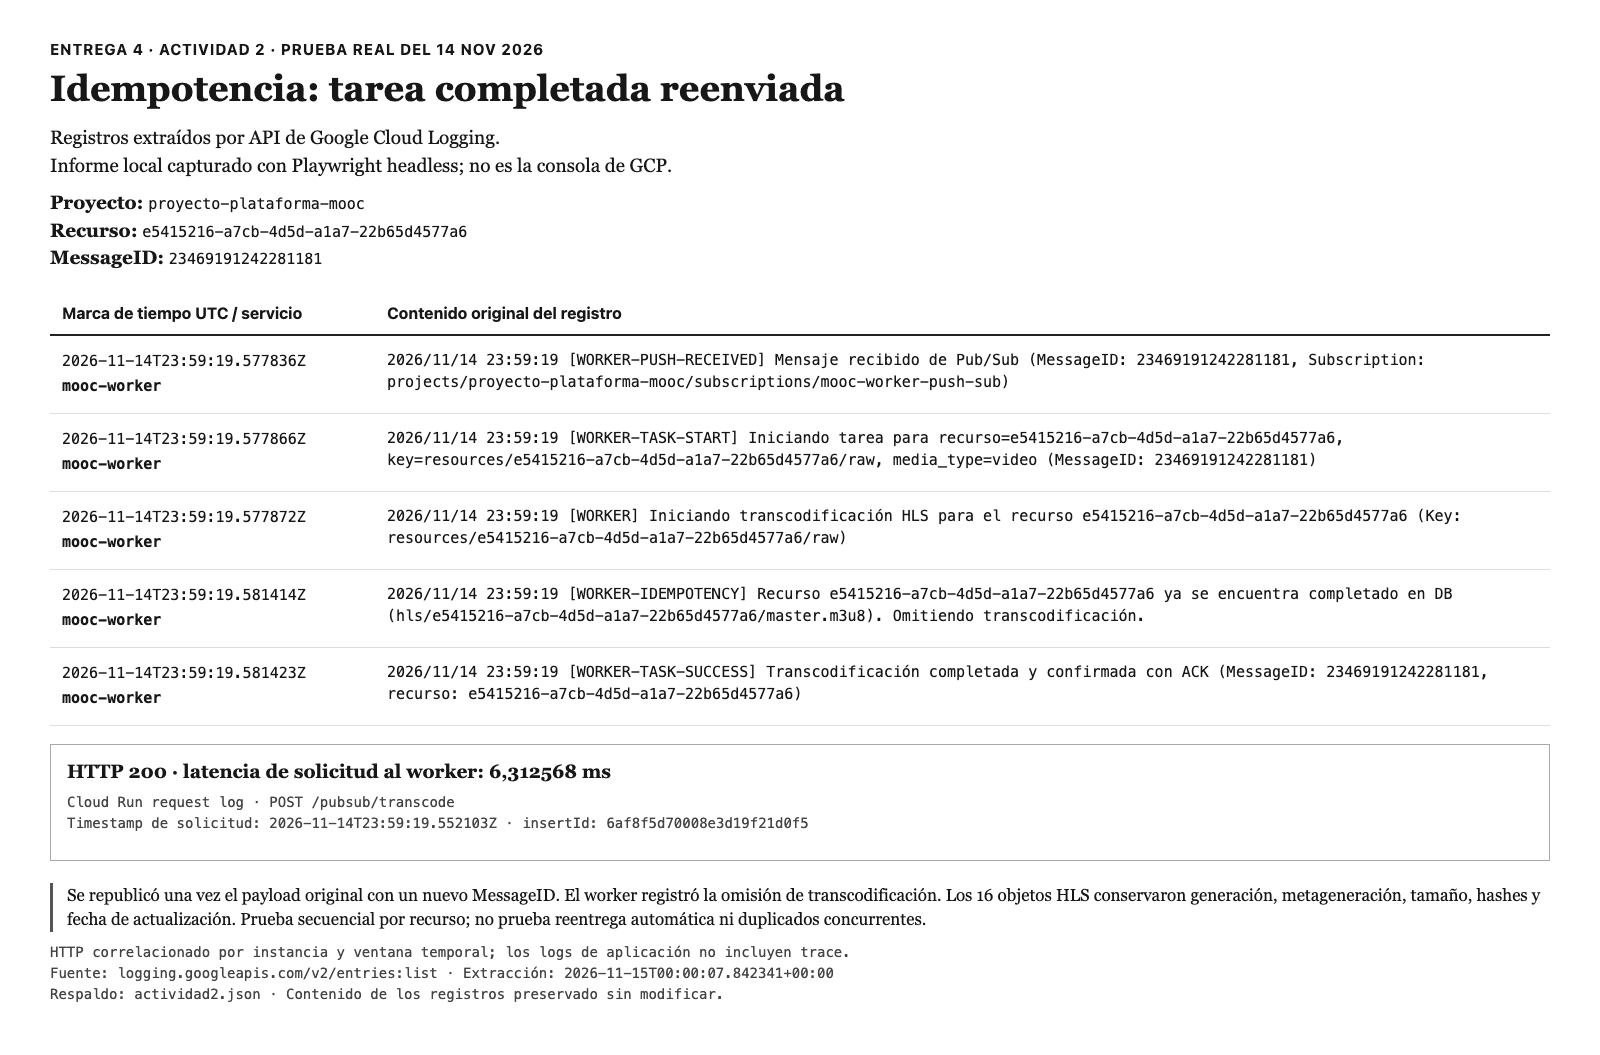 ENTREGA 4 · ACTIVIDAD 2 · PRUEBA REAL DEL 14 NOV 2026
Idempotencia: tarea completada reenviada
Registros extraídos por API de Google Cloud Logging.
Informe local capturado con Playwright headless; no es la consola de GCP.
Proyecto: proyecto-plataforma-mooc
Recurso: e5415216-a7cb-4d5d-a1a7-22b65d4577a6
MessageID: 23469191242281181
Marca de tiempo UTC / servicio Contenido original del registro
2026-11-14T23:59:19.577836Z 2026/11/14 23:59:19 [WORKER-PUSH-RECEIVED] Mensaje recibido de Pub/Sub (MessageID: 23469191242281181, Subscription:
mooc-worker projects/proyecto-plataforma-mooc/subscriptions/mooc-worker-push-sub)
2026-11-14T23:59:19.577866Z 2026/11/14 23:59:19 [WORKER-TASK-START] Iniciando tarea para recurso=e5415216-a7cb-4d5d-a1a7-22b65d4577a6,
mooc-worker key=resources/e5415216-a7cb-4d5d-a1a7-22b65d4577a6/raw, media_type=video (MessageID: 23469191242281181)
2026-11-14T23:59:19.577872Z 2026/11/14 23:59:19 [WORKER] Iniciando transcodificación HLS para el recurso e5415216-a7cb-4d5d-a1a7-22b65d4577a6 (Key:
mooc-worker resources/e5415216-a7cb-4d5d-a1a7-22b65d4577a6/raw)
2026-11-14T23:59:19.581414Z 2026/11/14 23:59:19 [WORKER-IDEMPOTENCY] Recurso e5415216-a7cb-4d5d-a1a7-22b65d4577a6 ya se encuentra completado en DB
mooc-worker (hls/e5415216-a7cb-4d5d-a1a7-22b65d4577a6/master.m3u8). Omitiendo transcodificación.
2026-11-14T23:59:19.581423Z 2026/11/14 23:59:19 [WORKER-TASK-SUCCESS] Transcodificación completada y confirmada con ACK (MessageID: 23469191242281181,
mooc-worker recurso: e5415216-a7cb-4d5d-a1a7-22b65d4577a6)
HTTP 200 · latencia de solicitud al worker: 6,312568 ms
Cloud Run request log · POST /pubsub/transcode
Timestamp de solicitud: 2026-11-14T23:59:19.552103Z · insertId: 6af8f5d70008e3d19f21d0f5
Se republicó una vez el payload original con un nuevo MessageID. El worker registró la omisión de transcodificación. Los 16 objetos HLS conservaron generación, metageneración, tamaño, hashes y
fecha de actualización. Prueba secuencial por recurso; no prueba reentrega automática ni duplicados concurrentes.
HTTP correlacionado por instancia y ventana temporal; los logs de aplicación no incluyen trace.
Fuente: logging.googleapis.com/v2/entries:list · Extracción: 2026-11-15T00:00:07.842341+00:00
Respaldo: actividad2.json · Contenido de los registros preservado sin modificar.